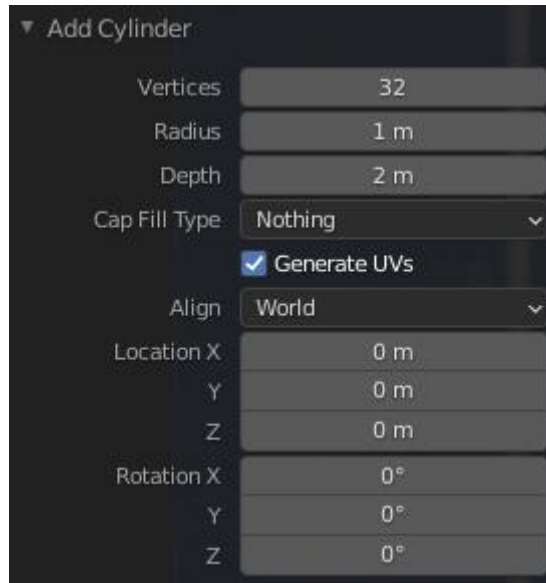 Add Cylinder
Vertices 32
Radius 1 m
Depth 2 m
Cap Fill Type Nothing
Generate UVs
Align World
Location X 0 m
Y 0 m
Z 0 m
Rotation X 0°
Y 0°
Z 0°